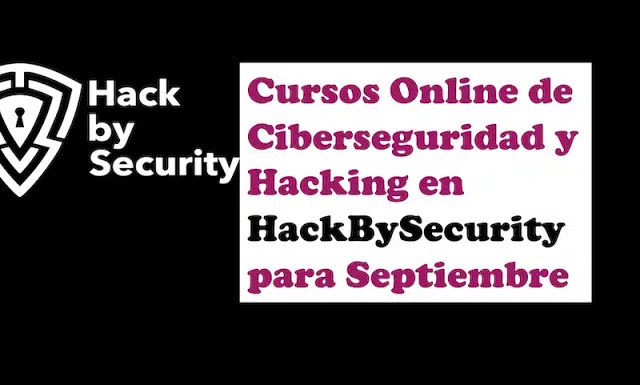 Hack
by
Security
Cursos Online de
Ciberseguridad y
Hacking en
HackBySecurity
para Septiembre